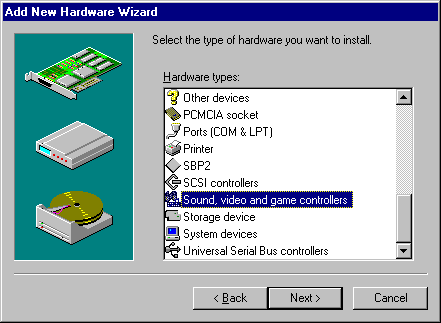 Add New Hardware Wizard
Select the type of hardware you want to install.
Hardware types:
Other devices
PCMCIA socket
Ports (COM & LPT)
Printer
SBP2
SCSI controllers
Sound, video and game controllers
Storage device
System devices
Universal Serial Bus controllers
< Back
Next >
Cancel